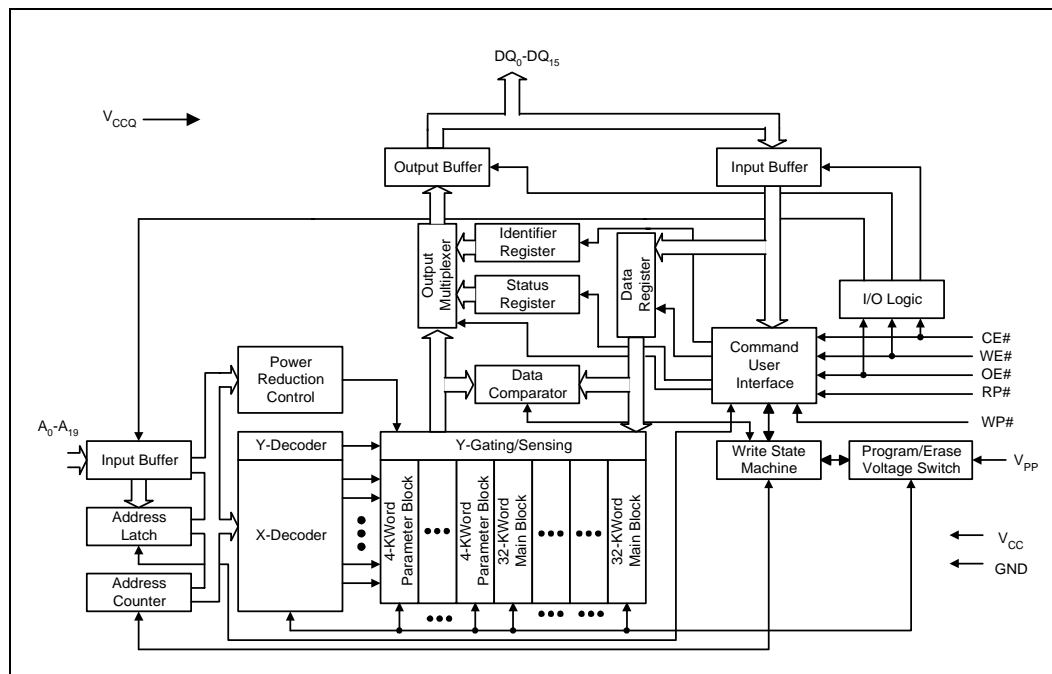 DQ0-DQ15
VCCQ
Output Buffer
Input Buffer
Output
Multiplexer
Identifier
Register
Status
Register
Data
Register
I/O Logic
CE#
WE#
OE#
RP#
WP#
Command
User
Interface
Power
Reduction
Control
Data
Comparator
A0-A19
Input Buffer
Y-Decoder
Y-Gating/Sensing
Write State
Machine
Program/Erase
Voltage Switch
VPP
Address
Latch
X-Decoder
4-KWord
Parameter Block
4-KWord
Parameter Block
32-KWord
Main Block
32-KWord
Main Block
VCC
GND
Address
Counter